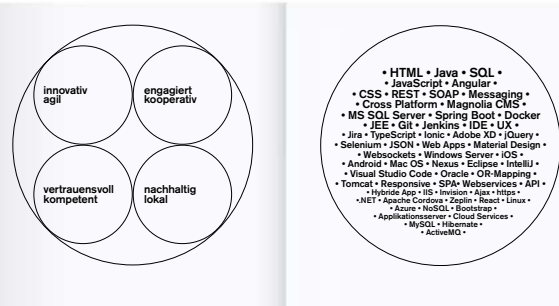 innovativ
agil
engagiert
kooperativ
vertrauensvoll
kompetent
nachhaltig
lokal
• HTML • Java • SQL •
• JavaScript • Angular •
• CSS • REST • SOAP • Messaging •
• Cross Platform • Magnolia CMS •
• MS SQL Server • Spring Boot • Docker
• JEE • Git • Jenkins • IDE • UX •
• Jira • TypeScript • Ionic • Adobe XD • jQuery •
• Selenium • JSON • Web Apps • Material Design •
• Websockets • Windows Server • iOS •
• Android • Mac OS • Nexus • Eclipse • IntelliJ •
• Visual Studio Code • Oracle • OR-Mapping •
• Tomcat • Responsive • SPA• Webservices • API •
• Hybride App • IIS • Invision • Ajax • https •
•.NET • Apache Cordova • Zeplin • React • Linux •
• Azure • NoSQL • Bootstrap •
• Applikationsserver • Cloud Services •
• MySQL • Hibernate •
• ActiveMQ •